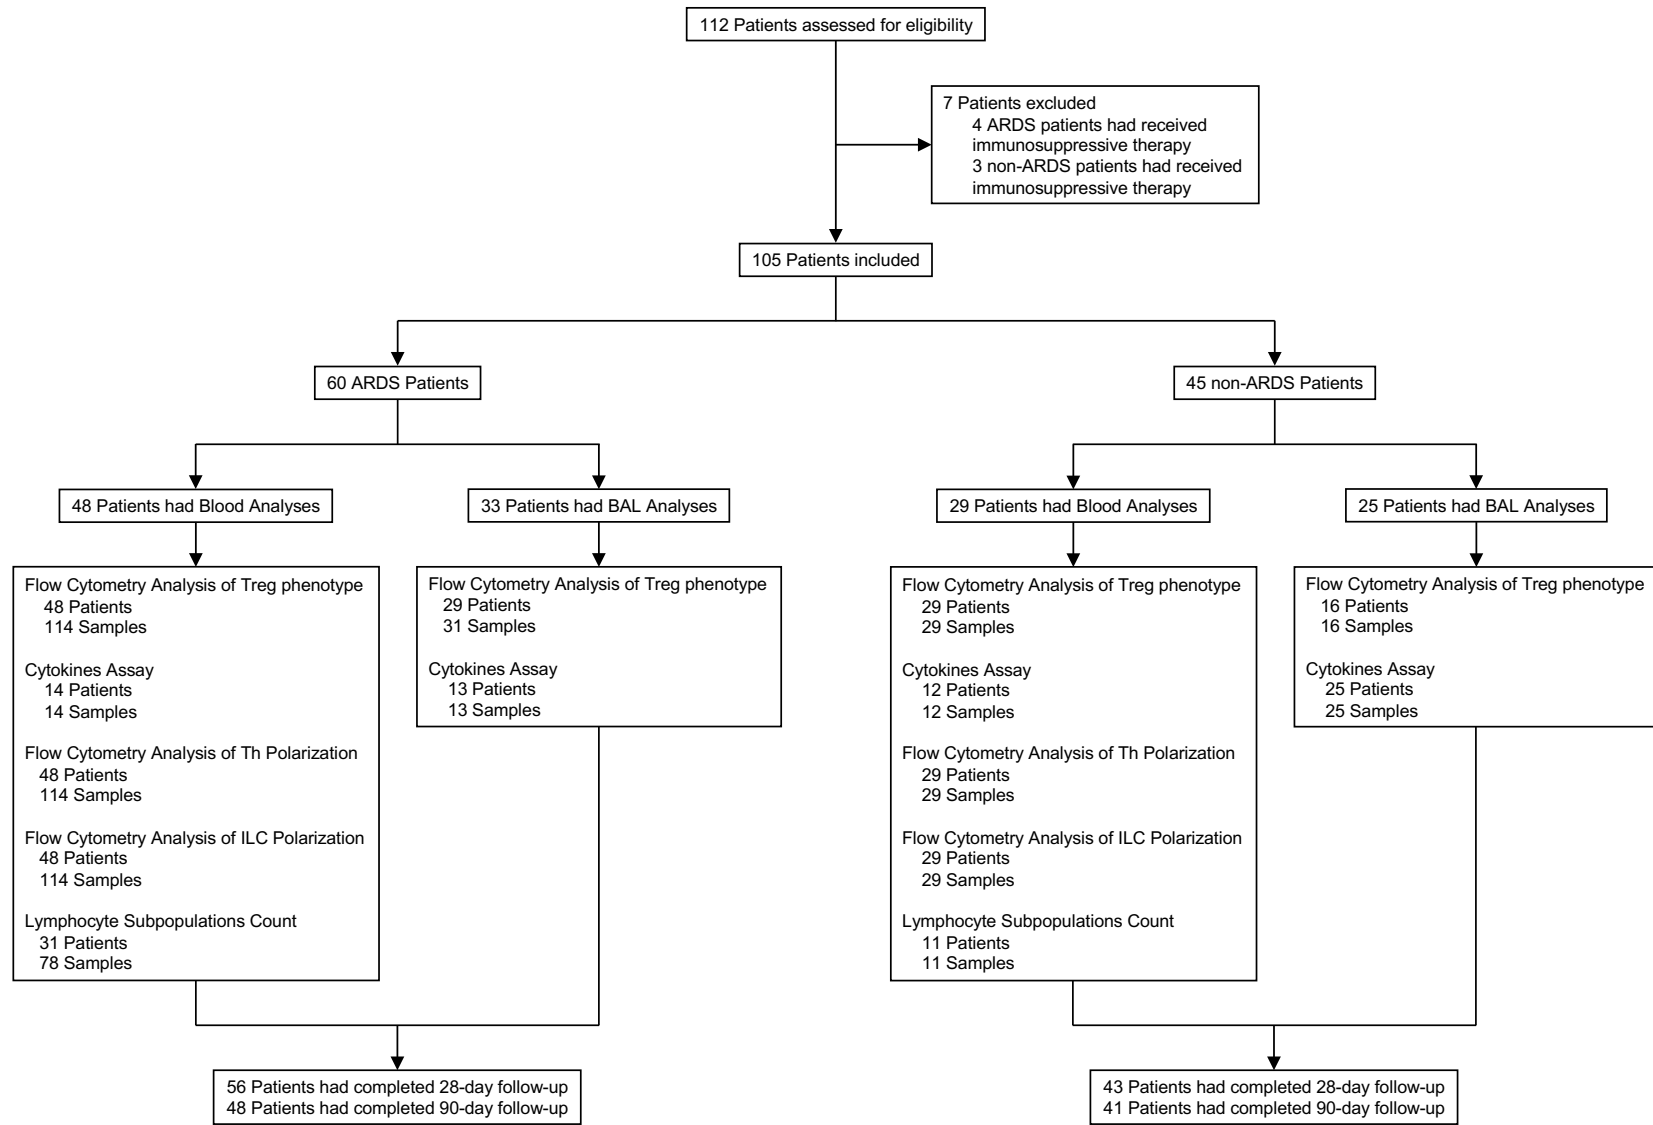 112 Patients assessed for eligibility
7 Patients excluded
4 ARDS patients had received
immunosuppressive therapy
3 non-ARDS patients had received
immunosuppressive therapy
105 Patients included
60 ARDS Patients
45 non-ARDS Patients
48 Patients had Blood Analyses
33 Patients had BAL Analyses
29 Patients had Blood Analyses
25 Patients had BAL Analyses
Flow Cytometry Analysis of Treg phenotype
48 Patients
114 Samples
Cytokines Assay
14 Patients
14 Samples
Flow Cytometry Analysis of Th Polarization
48 Patients
114 Samples
Flow Cytometry Analysis of ILC Polarization
48 Patients
114 Samples
Lymphocyte Subpopulations Count
31 Patients
78 Samples
Flow Cytometry Analysis of Treg phenotype
29 Patients
31 Samples
Cytokines Assay
13 Patients
13 Samples
Flow Cytometry Analysis of Treg phenotype
29 Patients
29 Samples
Cytokines Assay
12 Patients
12 Samples
Flow Cytometry Analysis of Th Polarization
29 Patients
29 Samples
Flow Cytometry Analysis of ILC Polarization
29 Patients
29 Samples
Lymphocyte Subpopulations Count
11 Patients
11 Samples
Flow Cytometry Analysis of Treg phenotype
16 Patients
16 Samples
Cytokines Assay
25 Patients
25 Samples
56 Patients had completed 28-day follow-up
48 Patients had completed 90-day follow-up
43 Patients had completed 28-day follow-up
41 Patients had completed 90-day follow-up